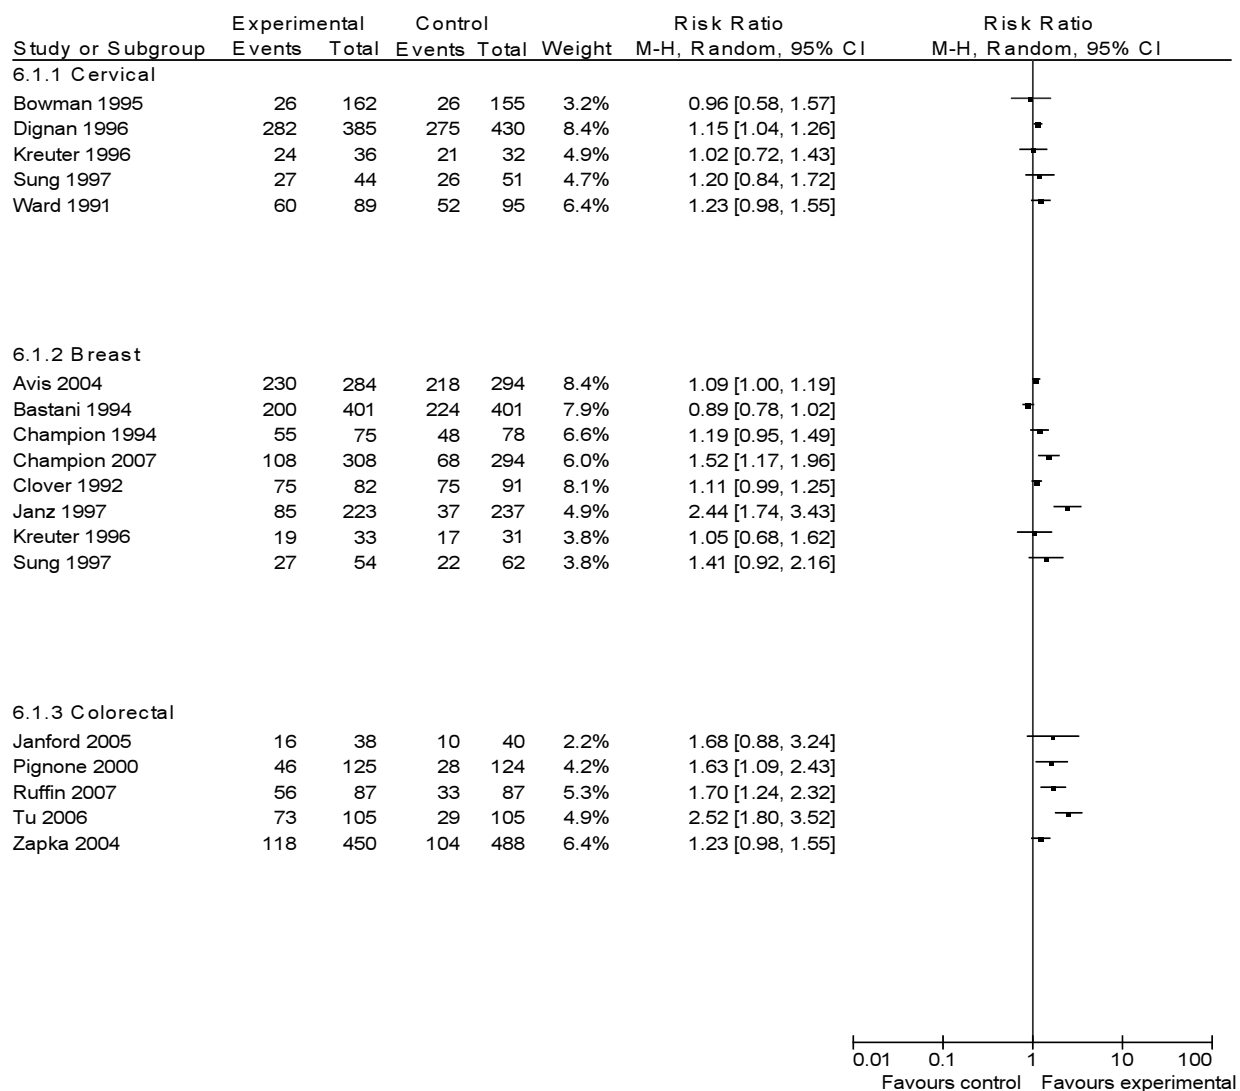 Experimental Control Risk Ratio Risk Ratio
Study or Subgroup Events Total Events Total Weight M-H, Random, 95% CI M-H, Random, 95% CI
6.1.1 Cervical
Bowman 1995 26 162 26 155 3.2% 0.96 [0.58, 1.57]
Dignan 1996 282 385 275 430 8.4% 1.15 [1.04, 1.26]
Kreuter 1996 24 36 21 32 4.9% 1.02 [0.72, 1.43]
Sung 1997 27 44 26 51 4.7% 1.20 [0.84, 1.72]
Ward 1991 60 89 52 95 6.4% 1.23 [0.98, 1.55]
6.1.2 Breast
Avis 2004 230 284 218 294 8.4% 1.09 [1.00, 1.19]
Bastani 1994 200 401 224 401 7.9% 0.89 [0.78, 1.02]
Champion 1994 55 75 48 78 6.6% 1.19 [0.95, 1.49]
Champion 2007 108 308 68 294 6.0% 1.52 [1.17, 1.96]
Clover 1992 75 82 75 91 8.1% 1.11 [0.99, 1.25]
Janz 1997 85 223 37 237 4.9% 2.44 [1.74, 3.43]
Kreuter 1996 19 33 17 31 3.8% 1.05 [0.68, 1.62]
Sung 1997 27 54 22 62 3.8% 1.41 [0.92, 2.16]
6.1.3 Colorectal
Janford 2005 16 38 10 40 2.2% 1.68 [0.88, 3.24]
Pignone 2000 46 125 28 124 4.2% 1.63 [1.09, 2.43]
Ruffin 2007 56 87 33 87 5.3% 1.70 [1.24, 2.32]
Tu 2006 73 105 29 105 4.9% 2.52 [1.80, 3.52]
Zapka 2004 118 450 104 488 6.4% 1.23 [0.98, 1.55]
0.01 0.1 1 10 100
Favours control Favours experimental